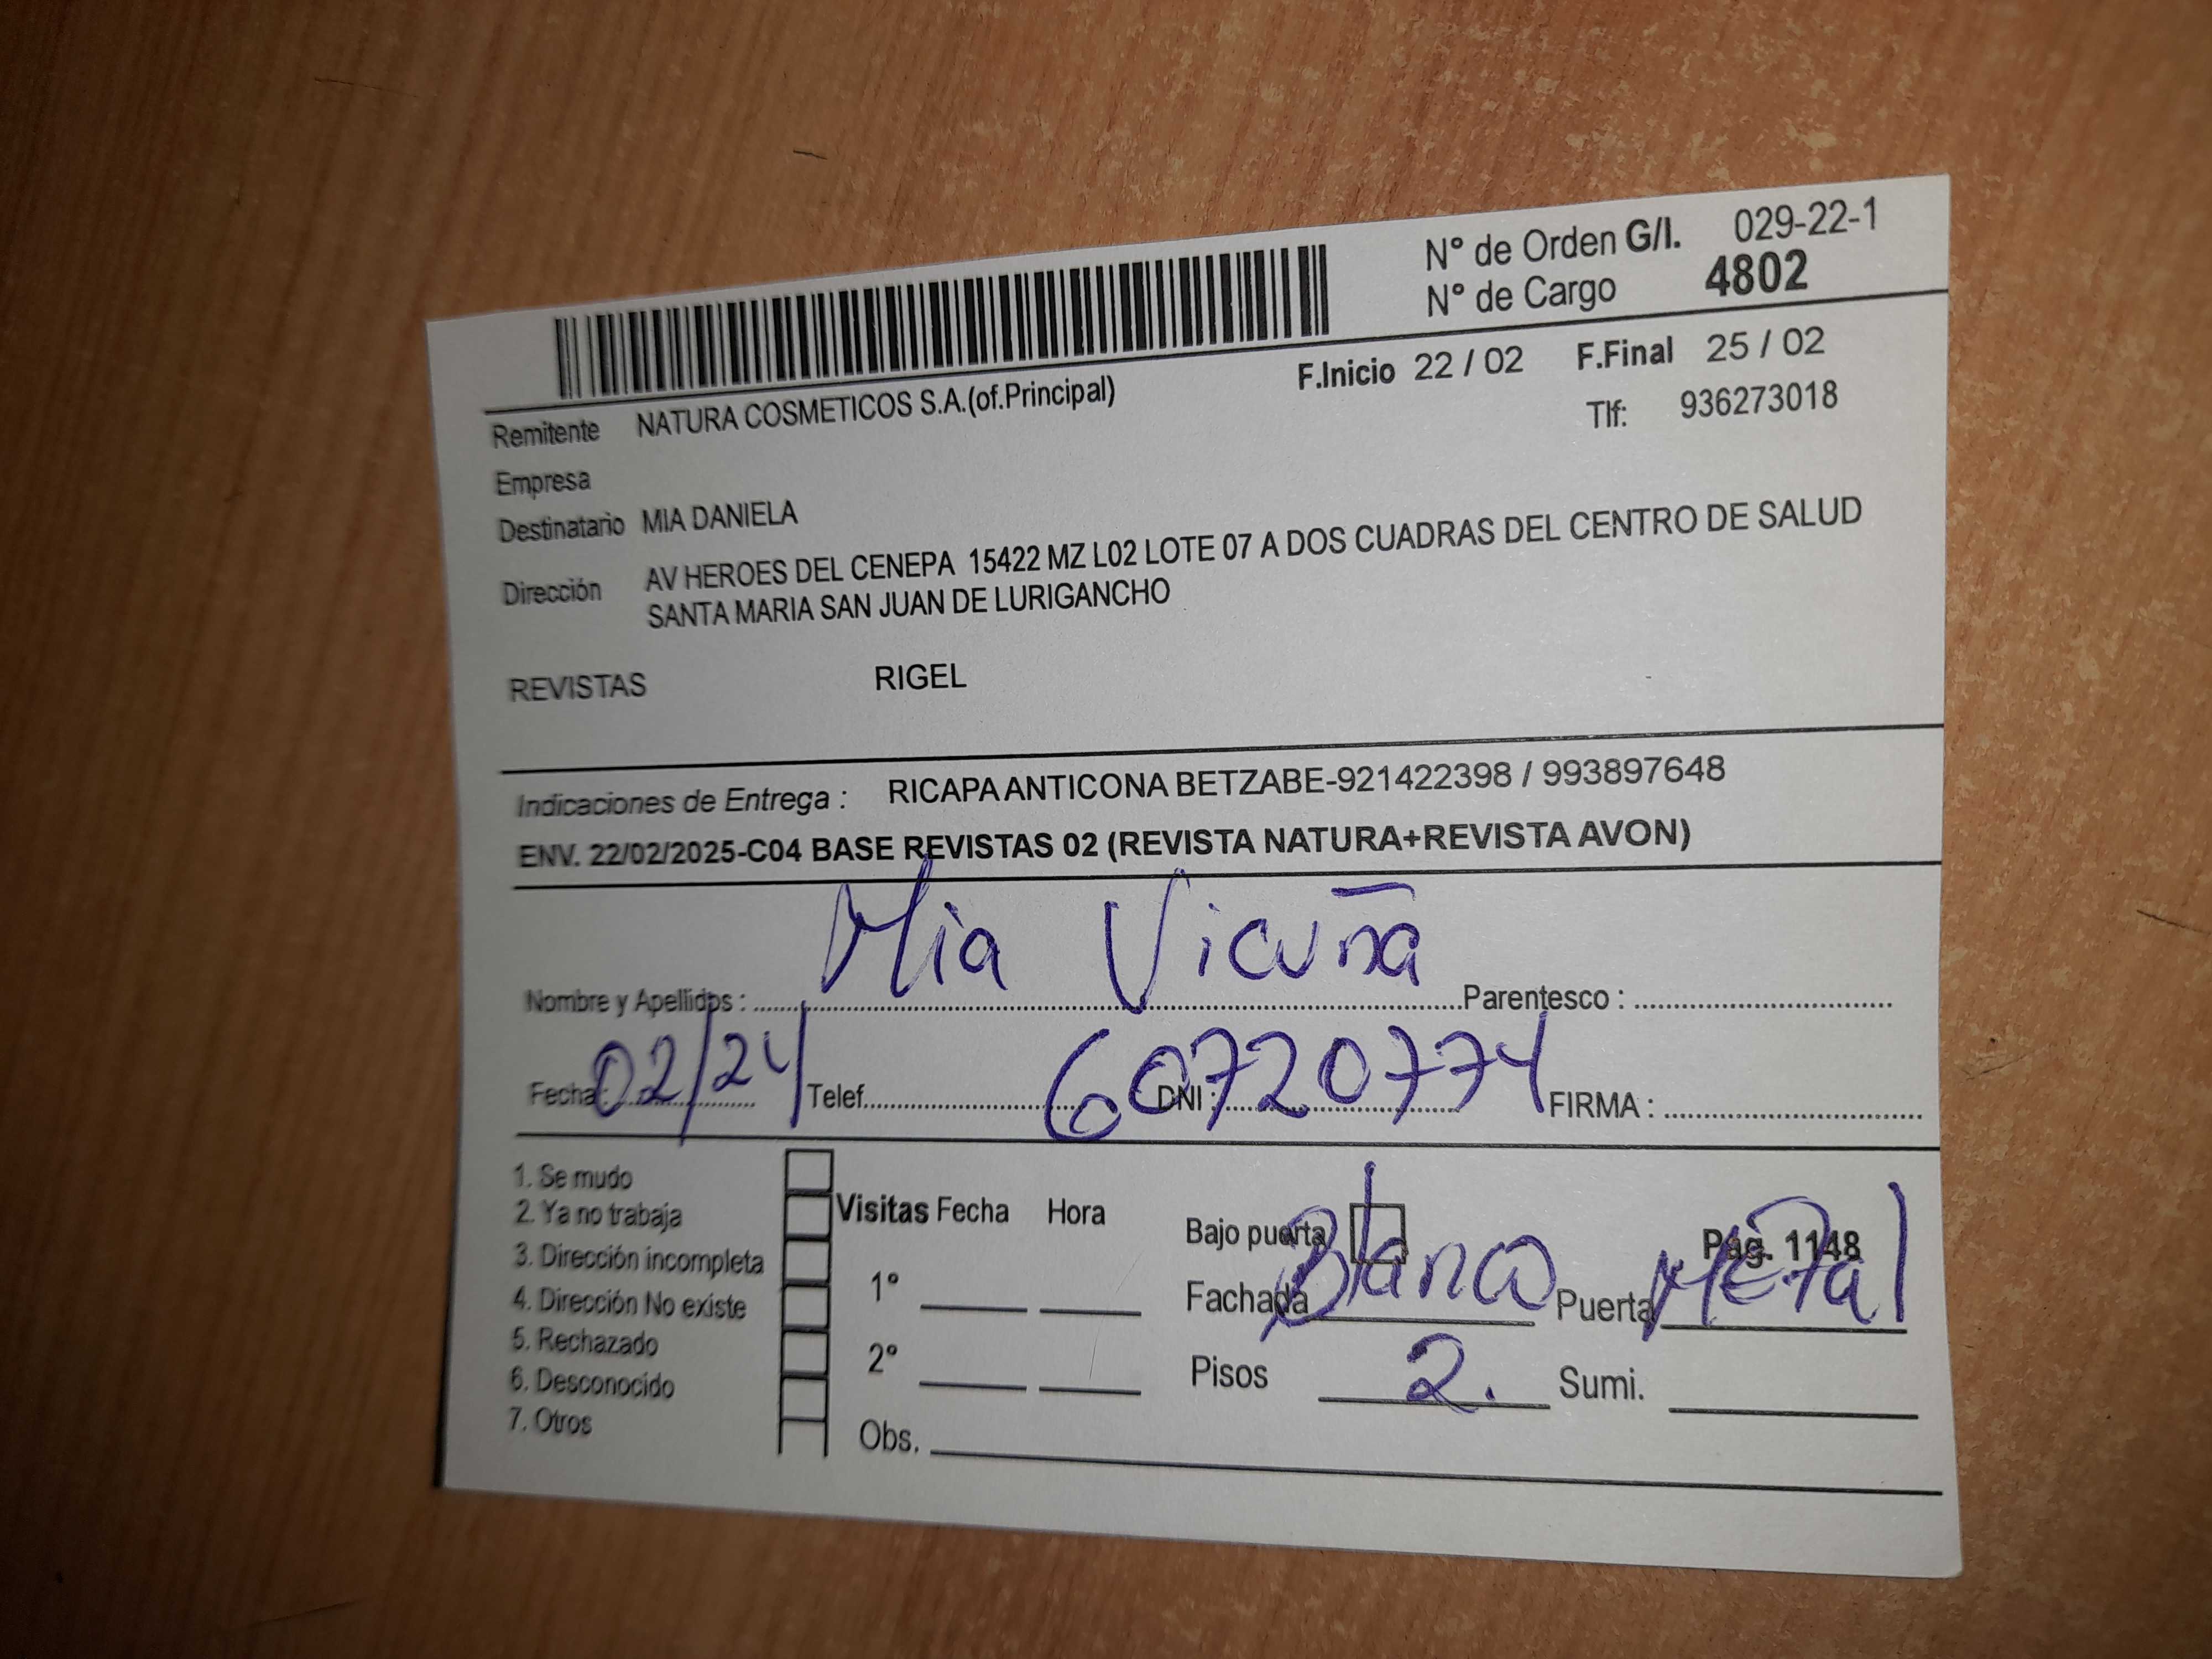 N° de Orden G/I. 029-22-1
N° de Cargo 4802
F.Inicio 22 / 02 F.Final 25 / 02
Remitente NATURA COSMETICOS S.A.(of.Principal)
Tlf: 936273018
Empresa
Destinatario MIA DANIELA
Dirección AV HEROES DEL CENEPA 15422 MZ L02 LOTE 07 A DOS CUADRAS DEL CENTRO DE SALUD
SANTA MARIA SAN JUAN DE LURIGANCHO
REVISTAS RIGEL
Indicaciones de Entrega : RICAPA ANTICONA BETZABE-921422398 / 993897648
ENV. 22/02/2025-C04 BASE REVISTAS 02 (REVISTA NATURA+REVISTA AVON)
Nombre y Apellidos : Mia Vicuña Parentesco :
Fecha: 02/24 Telef. DNI : 60720774 FIRMA :
1. Se mudo
2. Ya no trabaja
3. Dirección incompleta
4. Dirección No existe
5. Rechazado
6. Desconocido
7. Otros
Visitas Fecha Hora
1°
2°
Obs.
Bajo puerta Pág. 1148
Fachada Blanco Puerta Metal
Pisos 2. Sumi.